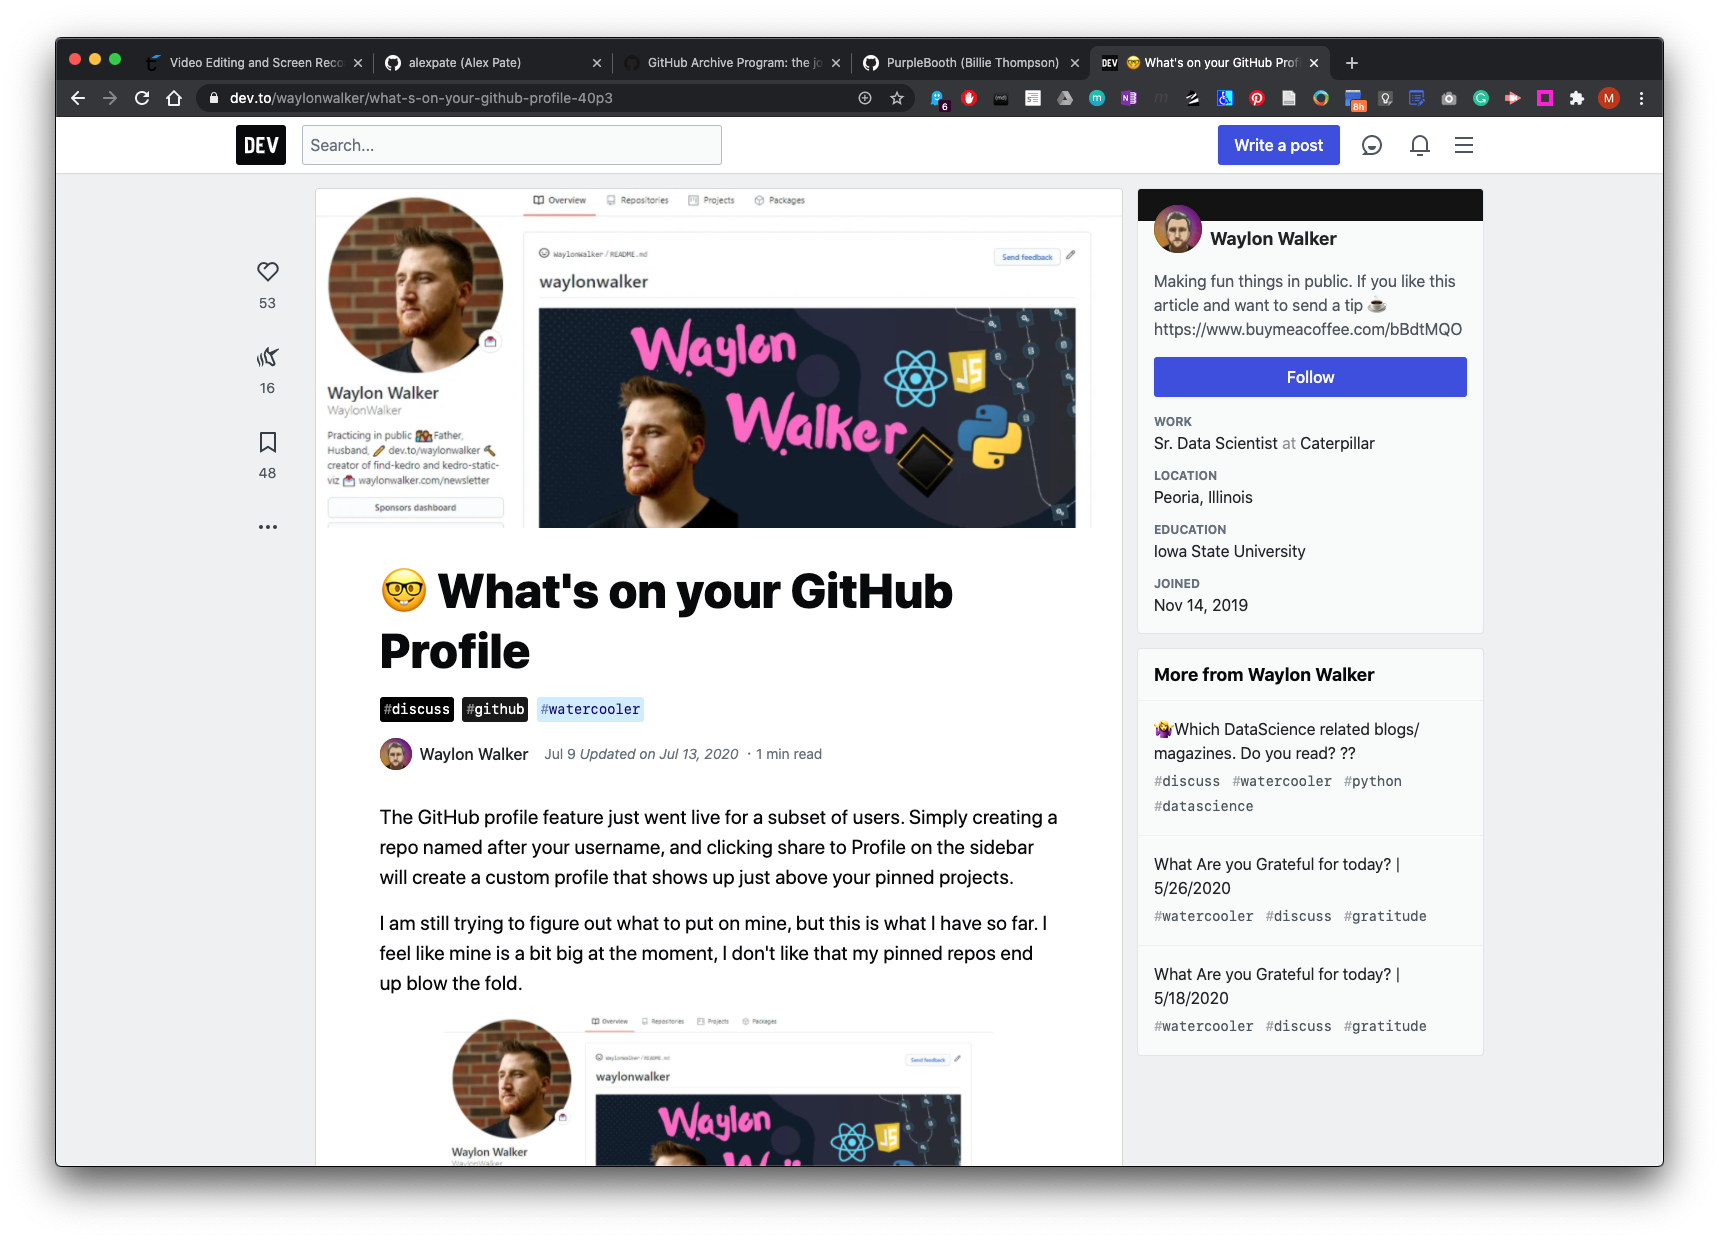 Video Editing and Screen Reco
alexpate (Alex Pate)
GitHub Archive Program: the jo
PurpleBooth (Billie Thompson)
DEV 🤓 What's on your GitHub Prof
dev.to/waylonwalker/what-s-on-your-github-profile-40p3
6
8h
M
DEV
Search...
Write a post
53
16
48
Overview
Repositories
Projects
Packages
WaylonWalker / README.md
Send feedback
waylonwalker
Waylon
Walker
JS
Waylon Walker
WaylonWalker
Practicing in public 👨‍👩‍👧‍👧 Father,
Husband, 🖍 dev.to/waylonwalker 🔨
creator of find-kedro and kedro-static-
viz 📩 waylonwalker.com/newsletter
Sponsors dashboard
🤓 What's on your GitHub
Profile
#discuss #github #watercooler
Waylon Walker Jul 9 Updated on Jul 13, 2020 · 1 min read
The GitHub profile feature just went live for a subset of users. Simply creating a
repo named after your username, and clicking share to Profile on the sidebar
will create a custom profile that shows up just above your pinned projects.
I am still trying to figure out what to put on mine, but this is what I have so far. I
feel like mine is a bit big at the moment, I don't like that my pinned repos end
up blow the fold.
Overview
Repositories
Projects
Packages
WaylonWalker / README.md
Send feedback
waylonwalker
Waylon
JS
Waylon Walker
WaylonWalker
Waylon Walker
Making fun things in public. If you like this
article and want to send a tip ☕
https://www.buymeacoffee.com/bBdtMQO
Follow
WORK
Sr. Data Scientist at Caterpillar
LOCATION
Peoria, Illinois
EDUCATION
Iowa State University
JOINED
Nov 14, 2019
More from Waylon Walker
🤷‍♀️Which DataScience related blogs/
magazines. Do you read? ??
#discuss #watercooler #python
#datascience
What Are you Grateful for today? |
5/26/2020
#watercooler #discuss #gratitude
What Are you Grateful for today? |
5/18/2020
#watercooler #discuss #gratitude